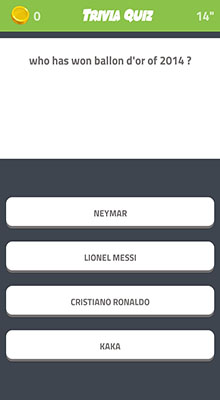 0 Trivia Quiz 14"
who has won ballon d'or of 2014 ?
NEYMAR
LIONEL MESSI
CRISTIANO RONALDO
KAKA